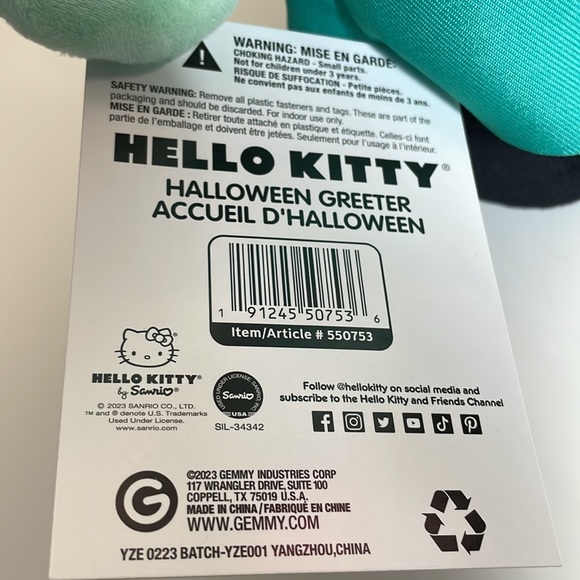 WARNING: MISE EN GARDE:
CHOKING HAZARD - Small parts.
Not for children under 3 years.
RISQUE DE SUFFOCATION - Petite pièces.
Ne convient pas aux enfants de moins de 3 ans.
SAFETY WARNING: Remove all plastic fasteners and tags. These are part of the
packaging and should be discarded. For indoor use only.
MISE EN GARDE : Retirer toute attaché en plastique et étiquette. Celles-ci font
partie de l'emballage et doivent être jetées. Seulement pour l'usage à l'intérieur.
HELLO KITTY®
HALLOWEEN GREETER
ACCUEIL D'HALLOWEEN
1 91245 50753 6
Item/Article # 550753
HELLO KITTY®
by Sanrio®
© 2023 SANRIO CO., LTD.
™ and ® denote U.S. Trademarks
Used Under License.
www.sanrio.com
USED UNDER LICENSE, SANRIO, INC.
Sanrio
USA
SIL-34342
Follow @hellokitty on social media and
subscribe to the Hello Kitty and Friends Channel
©2023 GEMMY INDUSTRIES CORP
117 WRANGLER DRIVE, SUITE 100
COPPELL, TX 75019 U.S.A.
MADE IN CHINA / FABRIQUÉ EN CHINE
WWW.GEMMY.COM
YZE 0223 BATCH-YZE001 YANGZHOU,CHINA